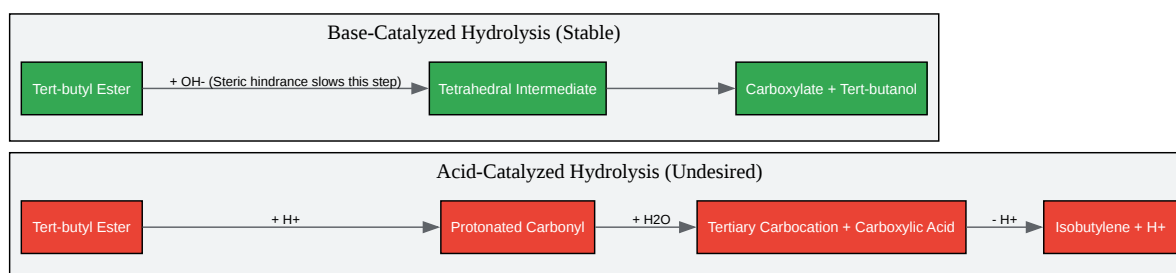 Base-Catalyzed Hydrolysis (Stable)
Tert-butyl Ester
+ OH- (Steric hindrance slows this step)
Tetrahedral Intermediate
Carboxylate + Tert-butanol
Acid-Catalyzed Hydrolysis (Undesired)
Tert-butyl Ester
+ H+
Protonated Carbonyl
+ H2O
Tertiary Carbocation + Carboxylic Acid
- H+
Isobutylene + H+